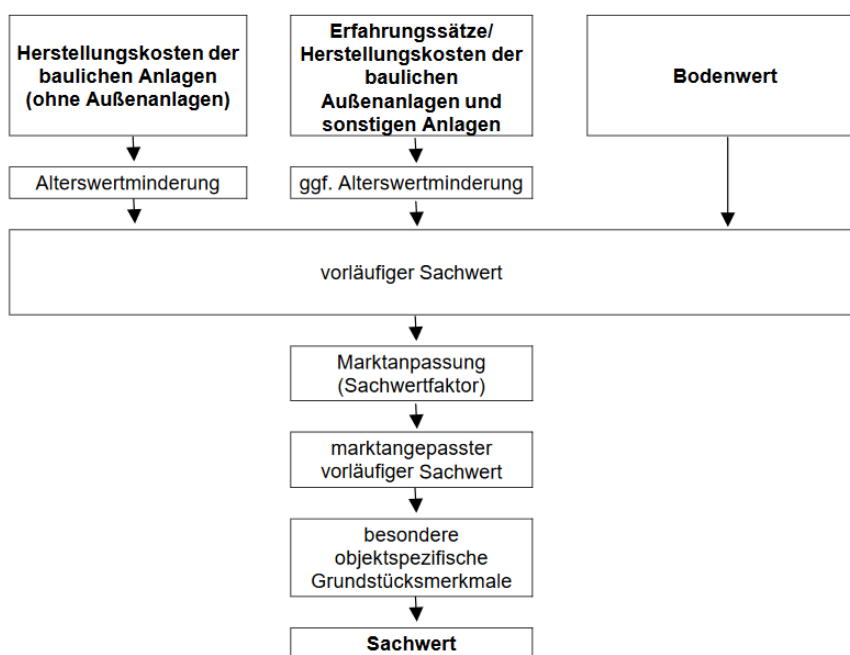 Herstellungskosten der
baulichen Anlagen
(ohne Außenanlagen)
Erfahrungssätze/
Herstellungskosten der
baulichen
Außenanlagen und
sonstigen Anlagen
Bodenwert
Alterswertminderung
ggf. Alterswertminderung
vorläufiger Sachwert
Marktanpassung
(Sachwertfaktor)
marktangepasster
vorläufiger Sachwert
besondere
objektspezifische
Grundstücksmerkmale
Sachwert